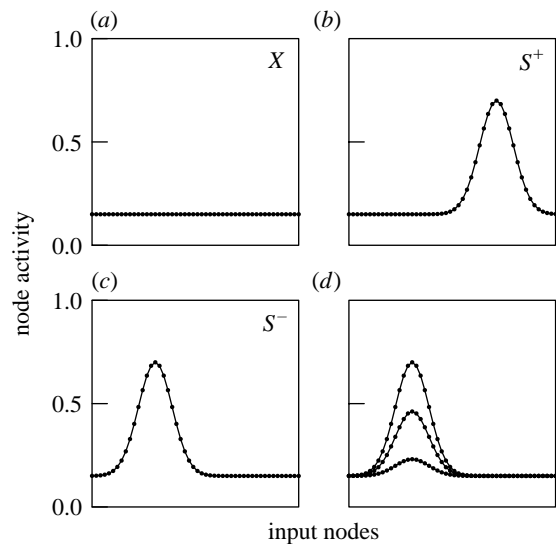 (a) (b)
1.0 X S+
0.5
0.0
node activity
(c) (d)
1.0 S−
0.5
0.0
input nodes